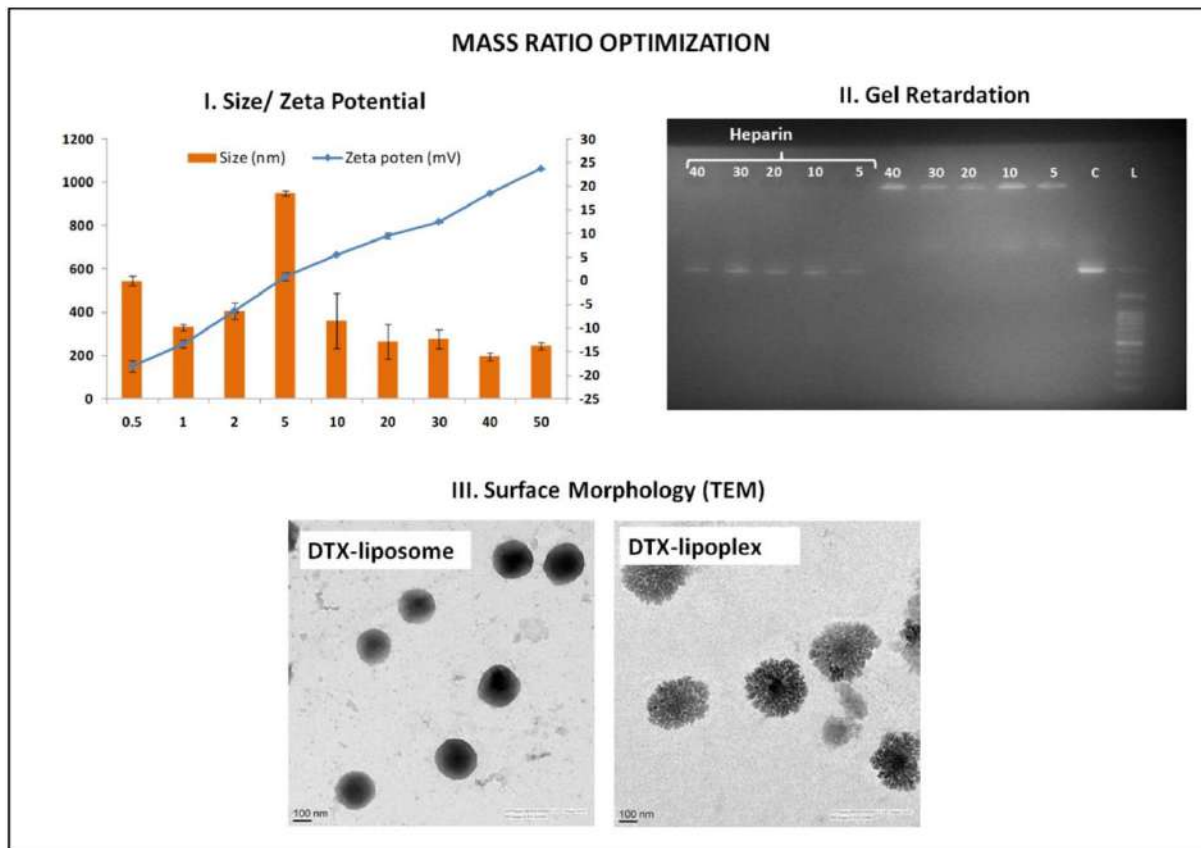 MASS RATIO OPTIMIZATION
I. Size/ Zeta Potential
1200
1000
800
600
400
200
0
Size (nm)
Zeta poten (mV)
30
25
20
15
10
5
0
-5
-10
-15
-20
-25
0.5 1 2 5 10 20 30 40 50
II. Gel Retardation
Heparin
40 30 20 10 5 40 30 20 10 5 C L
III. Surface Morphology (TEM)
DTX-liposome
100 nm
DTX-lipoplex
100 nm